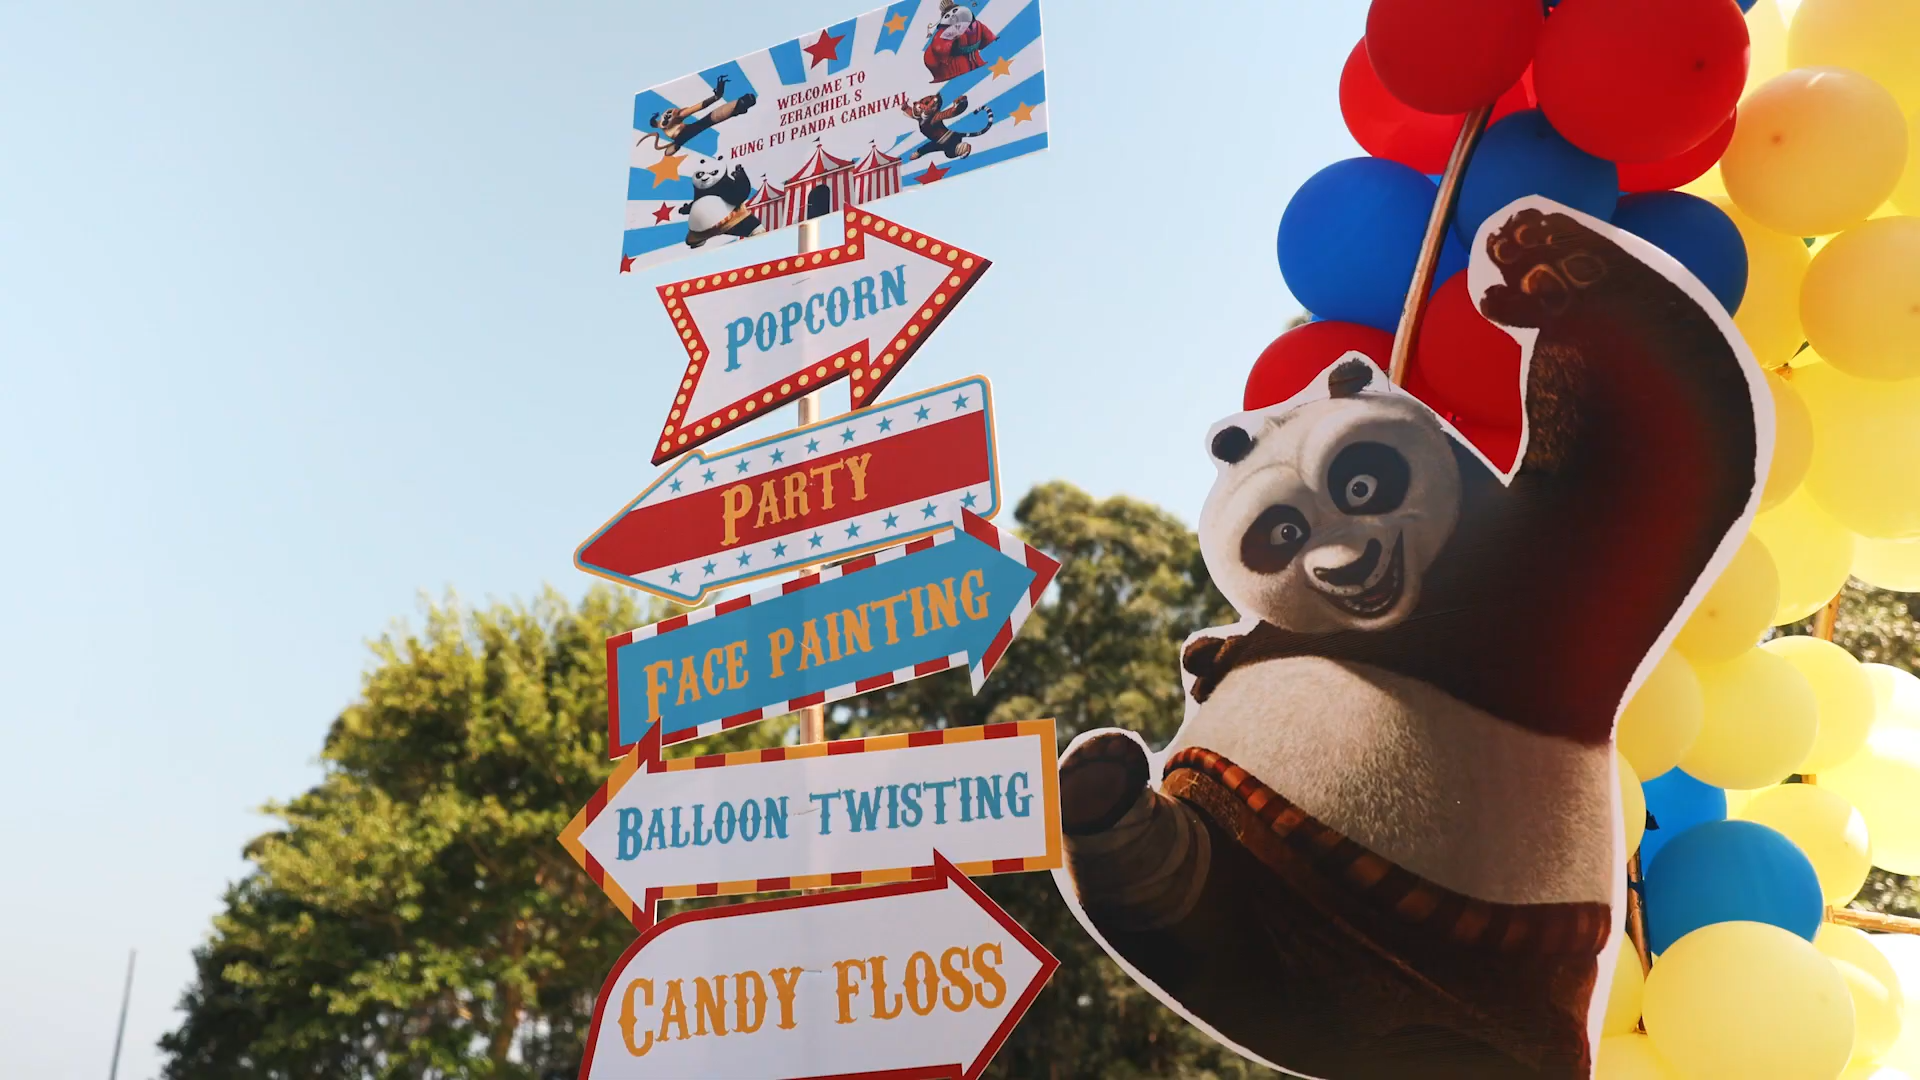 WELCOME TO
ZERACHIEL S
KUNG FU PANDA CARNIVAL
POPCORN
PARTY
FACE PAINTING
BALLOON TWISTING
CANDY FLOSS